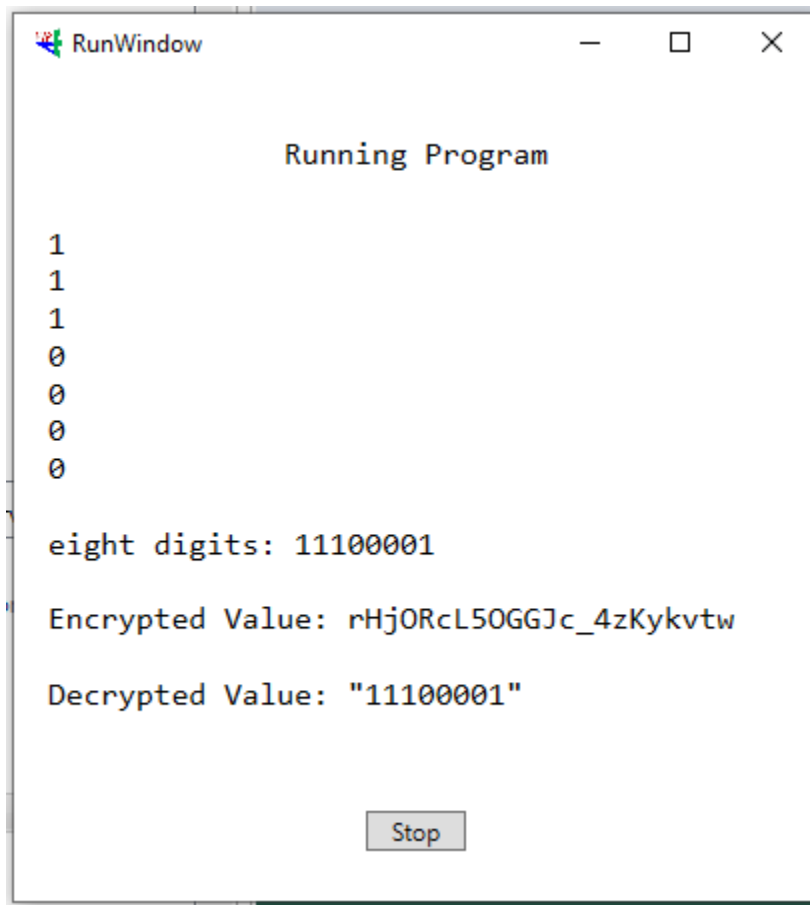 RunWindow
Running Program
1
1
1
0
0
0
0
eight digits: 11100001
Encrypted Value: rHjORcL5OGGJc_4zKykvtw
Decrypted Value: "11100001"
Stop